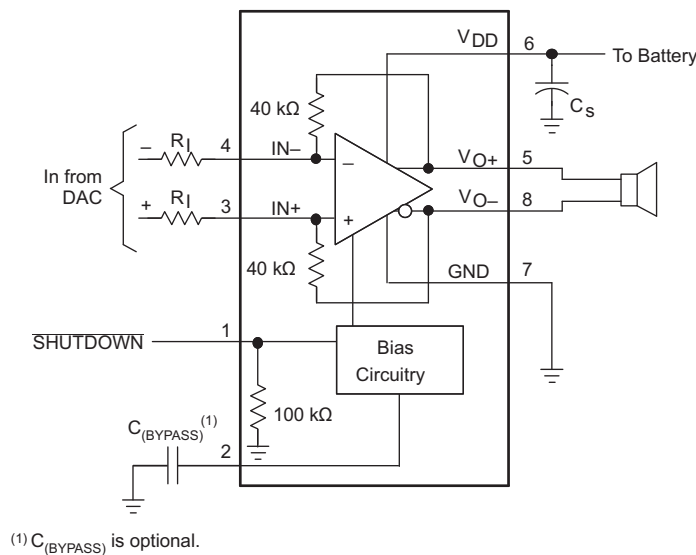 VDD
6
To Battery
CS
40 kΩ
In from
DAC
–
RI
4
IN–
–
VO+
5
+
RI
3
IN+
+
VO–
8
40 kΩ
GND
7
SHUTDOWN
1
Bias
Circuitry
100 kΩ
C(BYPASS)(1)
2
(1) C(BYPASS) is optional.